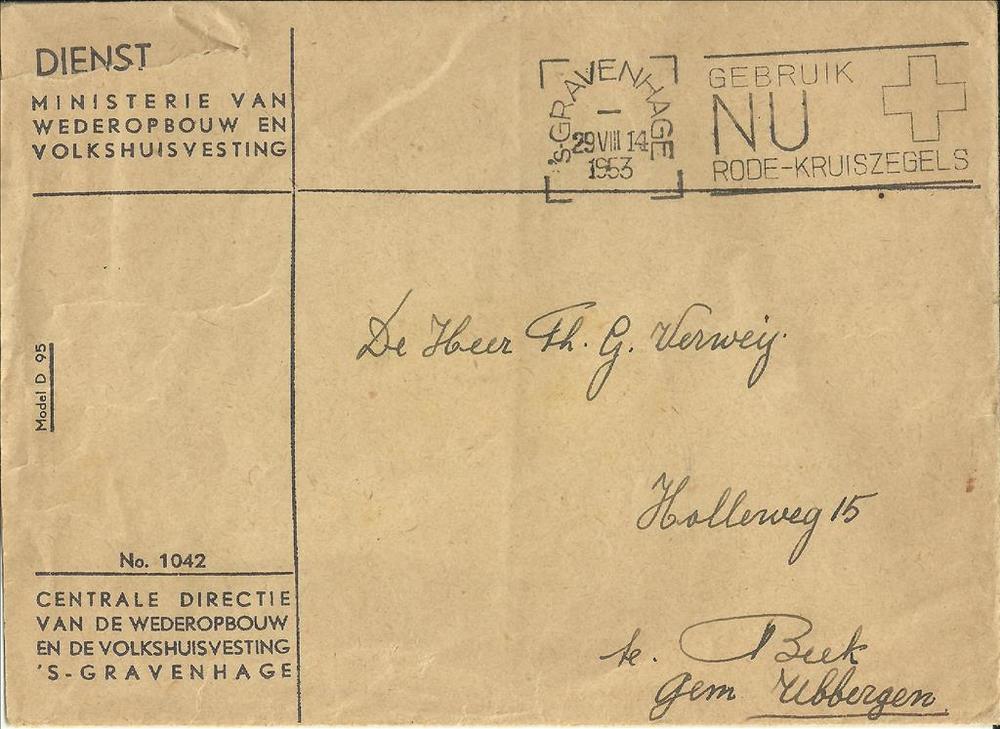 DIENST
MINISTERIE VAN
WEDEROPBOUW EN
VOLKSHUISVESTING
'S-GRAVENHAGE
29 VIII 14
1953
GEBRUIK
NU
RODE-KRUISZEGELS
De Heer Th. G. Verweij.
Model D 95
Holleweg 15
No. 1042
CENTRALE DIRECTIE
VAN DE WEDEROPBOUW
EN DE VOLKSHUISVESTING
'S-GRAVENHAGE
te. Beek
Gem Ubbergen.